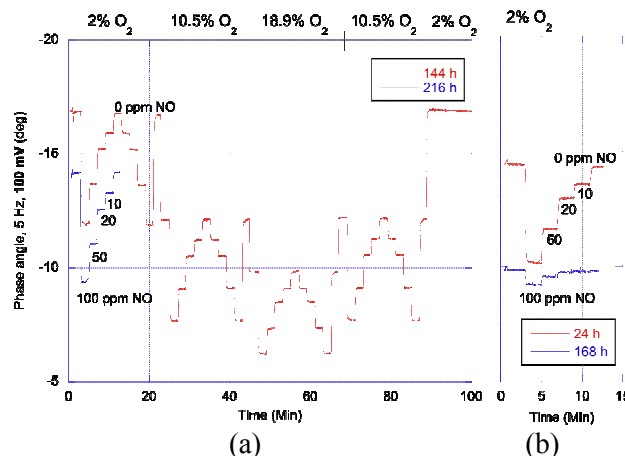 2% O2 10.5% O2 18.9% O2 10.5% O2 2% O2
2% O2
-20
-16
-10
-5
Phase angle, 5 Hz, 100 mV (deg)
144 h
216 h
0 ppm NO
10
20
50
100 ppm NO
0 20 40 60 80 100
Time (Min)
(a)
0 ppm NO
10
20
50
100 ppm NO
24 h
168 h
0 5 10 15
Time (Min)
(b)